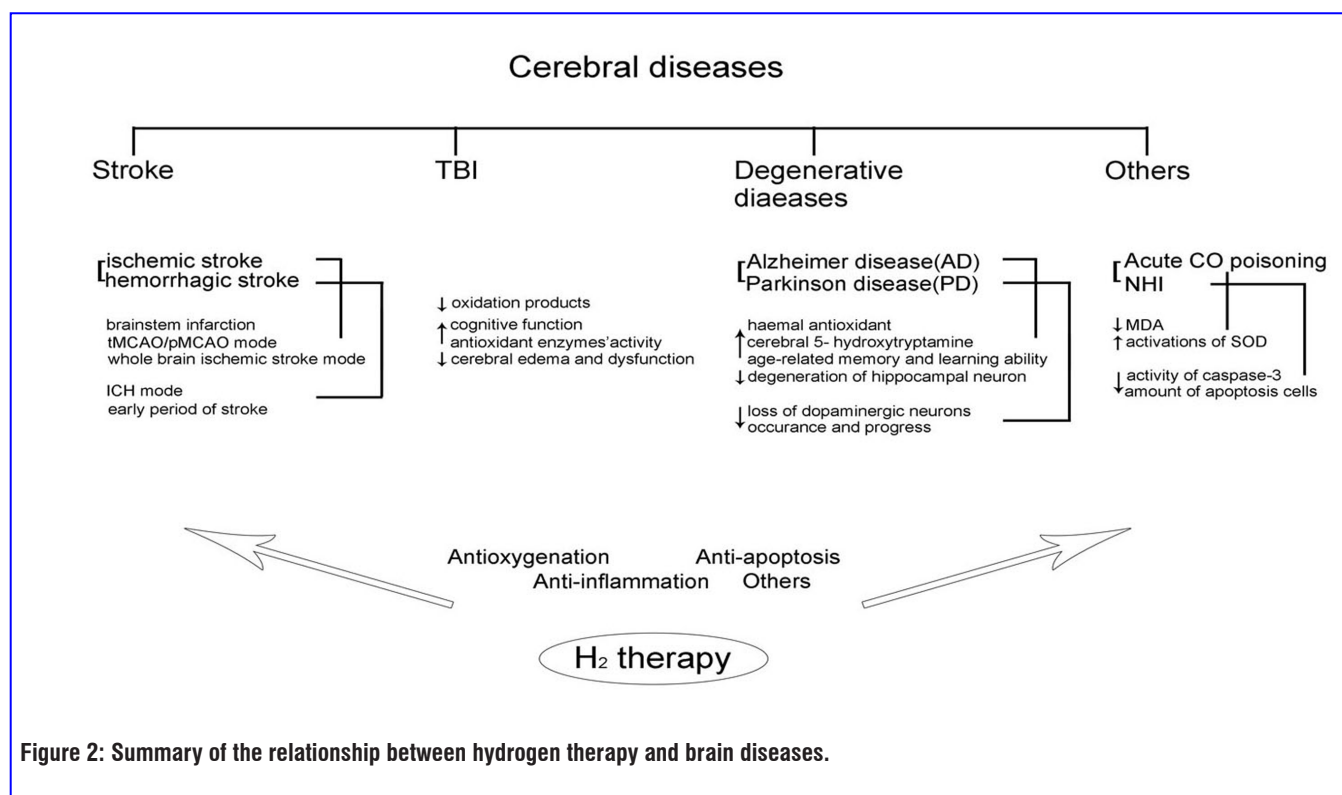 Cerebral diseases
Stroke
TBI
Degenerative
diaeases
Others
ischemic stroke
hemorrhagic stroke
brainstem infarction
tMCAO/pMCAO mode
whole brain ischemic stroke mode
ICH mode
early period of stroke
↓ oxidation products
↑ cognitive function
antioxidant enzymes'activity
↓ cerebral edema and dysfunction
Alzheimer disease(AD)
Parkinson disease(PD)
↑ haemal antioxidant
cerebral 5- hydroxytryptamine
age-related memory and learning ability
↓ degeneration of hippocampal neuron
↓ loss of dopaminergic neurons
occurance and progress
Acute CO poisoning
NHI
↓ MDA
↑ activations of SOD
↓ activity of caspase-3
amount of apoptosis cells
Antioxygenation Anti-apoptosis
Anti-inflammation Others
H₂ therapy
Figure 2: Summary of the relationship between hydrogen therapy and brain diseases.